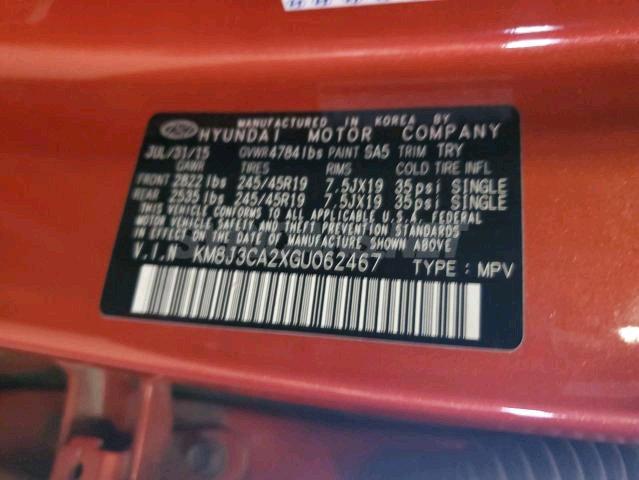 MANUFACTURED IN KOREA BY
HYUNDAI MOTOR COMPANY
JUL/31/15 GVWR4784lbs PAINT SA5 TRIM TRY
GAWR TIRES RIMS COLD TIRE INFL
FRONT 2822lbs 245/45R19 7.5JX19 35psi SINGLE
REAR 2535lbs 245/45R19 7.5JX19 35psi SINGLE
THIS VEHICLE CONFORMS TO ALL APPLICABLE U.S.A. FEDERAL
MOTOR VEHICLE SAFETY AND THEFT PREVENTION STANDARDS
IN EFFECT ON THE DATE OF MANUFACTURE SHOWN ABOVE.
V.I.N KM8J3CA2XGU062467 TYPE : MPV